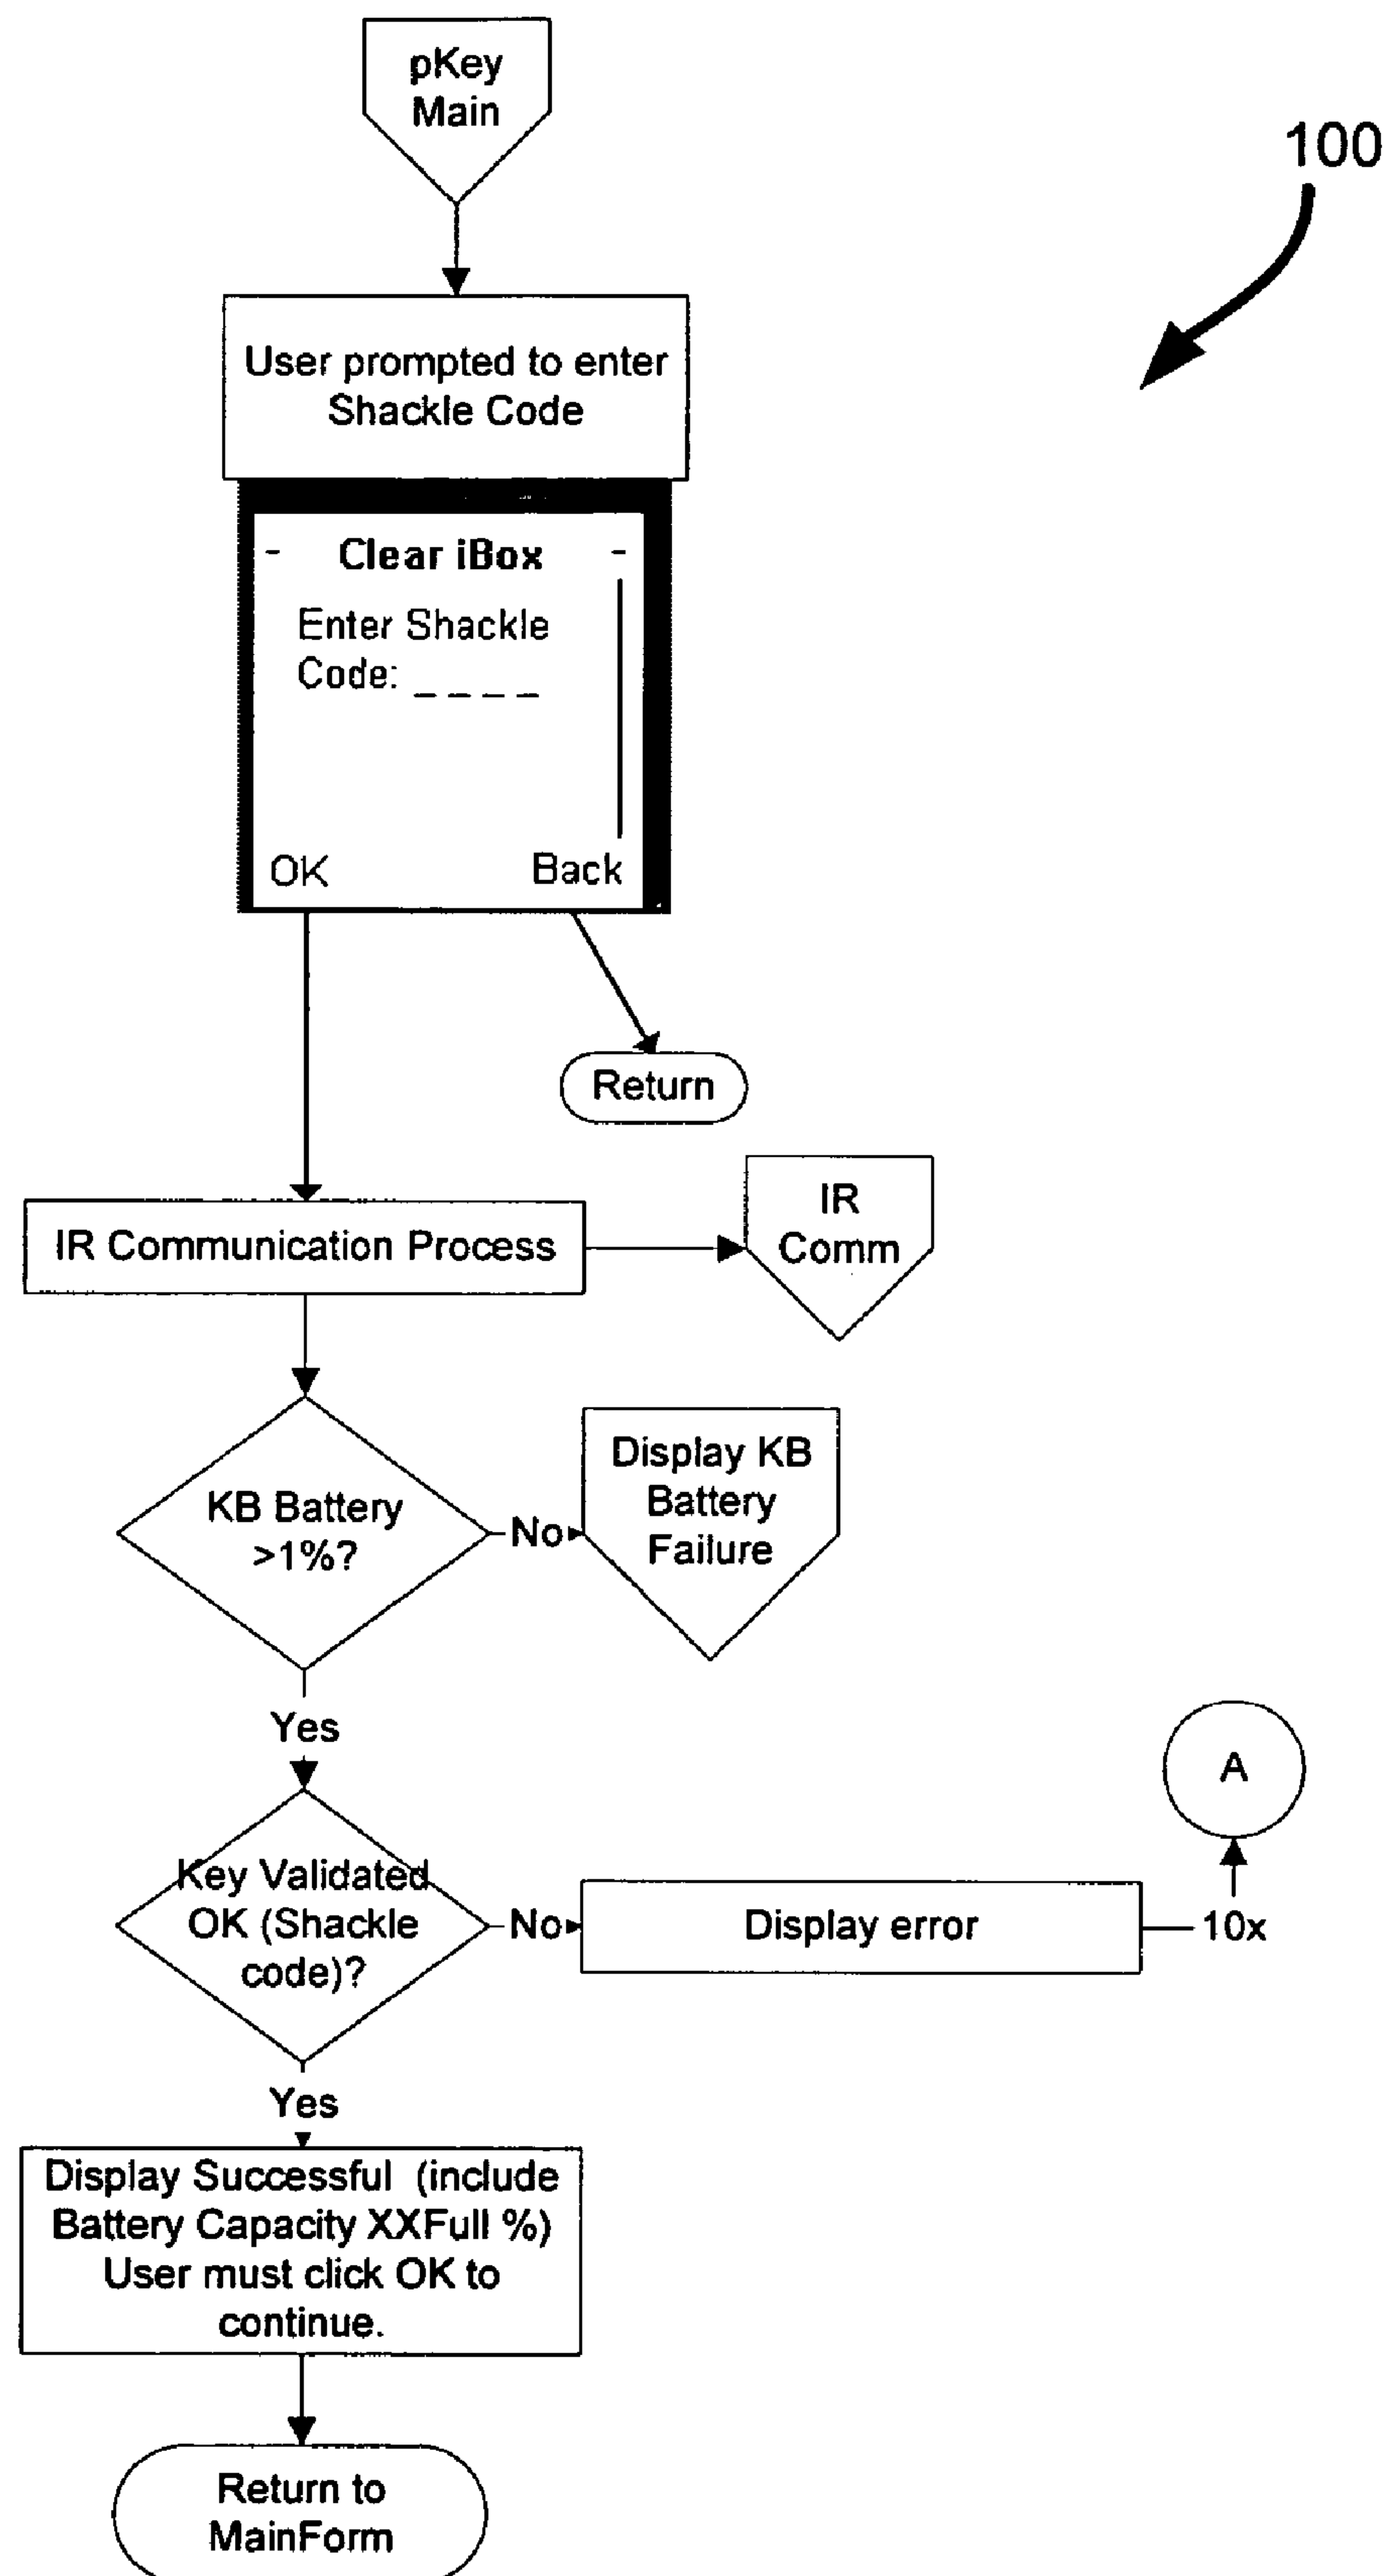 pKey
Main
100
User prompted to enter
Shackle Code
- Clear iBox -
Enter Shackle
Code: _ _ _ _
OK Back
Return
IR Communication Process
IR
Comm
KB Battery
>1%?
No
Display KB
Battery
Failure
Yes
A
Key Validated
OK (Shackle
code)?
No
Display error
10x
Yes
Display Successful (include
Battery Capacity XXFull %)
User must click OK to
continue.
Return to
MainForm